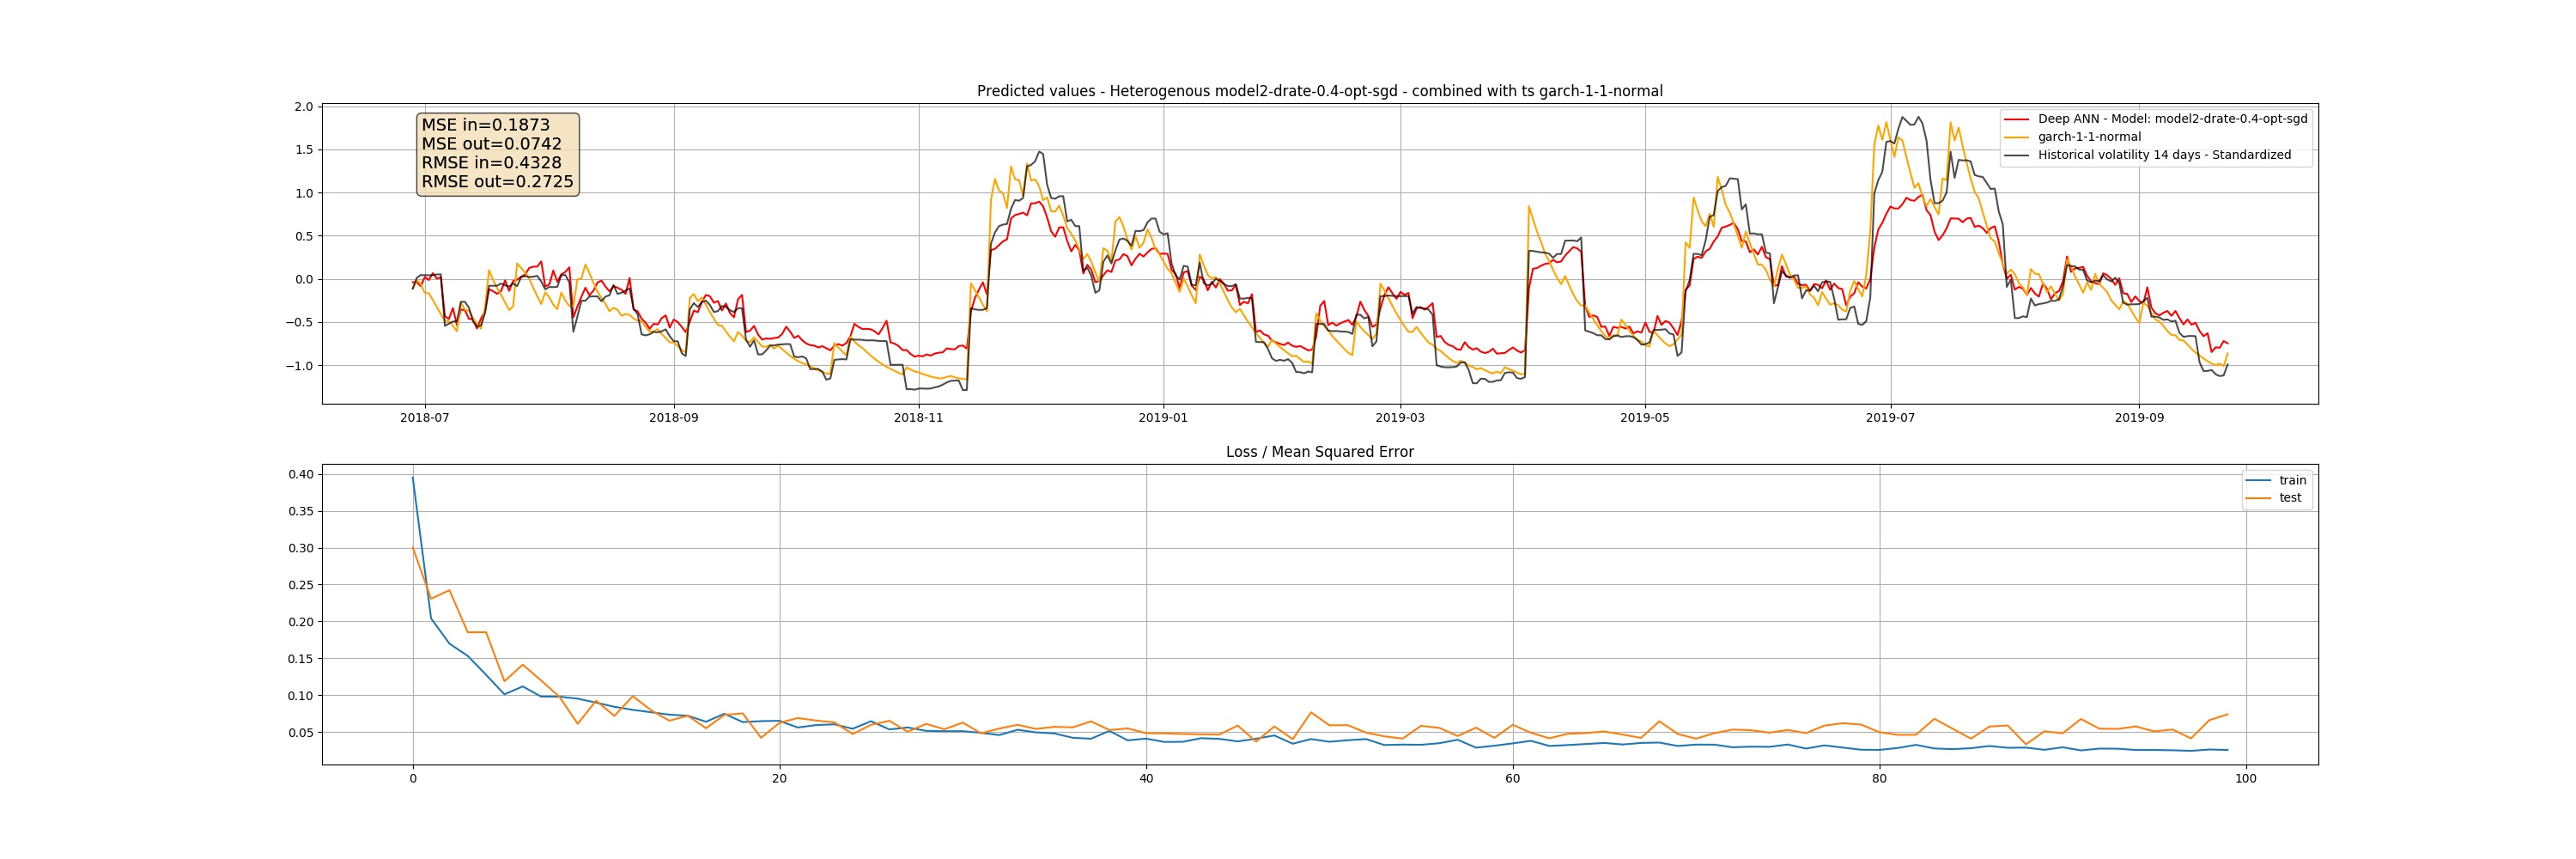 Predicted values - Heterogenous model2-drate-0.4-opt-sgd - combined with ts garch-1-1-normal
2.0
1.5
1.0
0.5
0.0
−0.5
−1.0
MSE in=0.1873
MSE out=0.0742
RMSE in=0.4328
RMSE out=0.2725
Deep ANN - Model: model2-drate-0.4-opt-sgd
garch-1-1-normal
Historical volatility 14 days - Standardized
2018-07 2018-09 2018-11 2019-01 2019-03 2019-05 2019-07 2019-09
Loss / Mean Squared Error
0.40
0.35
0.30
0.25
0.20
0.15
0.10
0.05
train
test
0 20 40 60 80 100